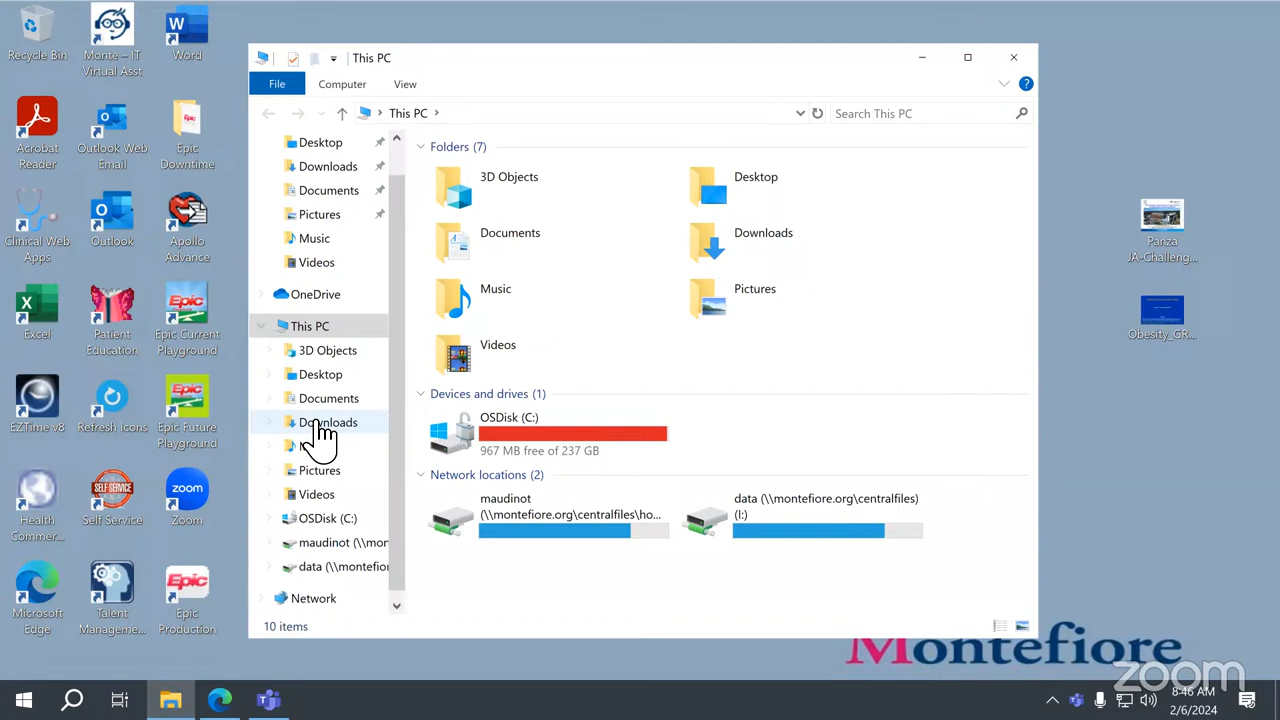 Recycle Bin
Monte – IT
Virtual Asst
Word
Acrobat
Reader
Outlook Web
Email
Epic
Downtime
Clinical Web
Apps
Outlook
Apollo
Advance
Excel
Patient
Education
Epic Current
Playground
EZTime v8
Refresh Icons
Epic Future
Playground
Health
Commer...
Self Service
Zoom
Microsoft
Edge
Talent
Manageme...
Epic
Production
This PC
File
Computer
View
This PC
Search This PC
Desktop
Downloads
Documents
Pictures
Music
Videos
OneDrive
This PC
3D Objects
Desktop
Documents
Downloads
Pictures
Videos
OSDisk (C:)
maudinot (\\mon
data (\\montefior
Network
10 items
Folders (7)
3D Objects
Desktop
Documents
Downloads
Music
Pictures
Videos
Devices and drives (1)
OSDisk (C:)
967 MB free of 237 GB
Network locations (2)
maudinot
(\\montefiore.org\centralfiles\ho...
data (\\montefiore.org\centralfiles)
(I:)
Panza
JA-Challeng...
Obesity_GR...
Montefiore
zoom
8:46 AM
2/6/2024